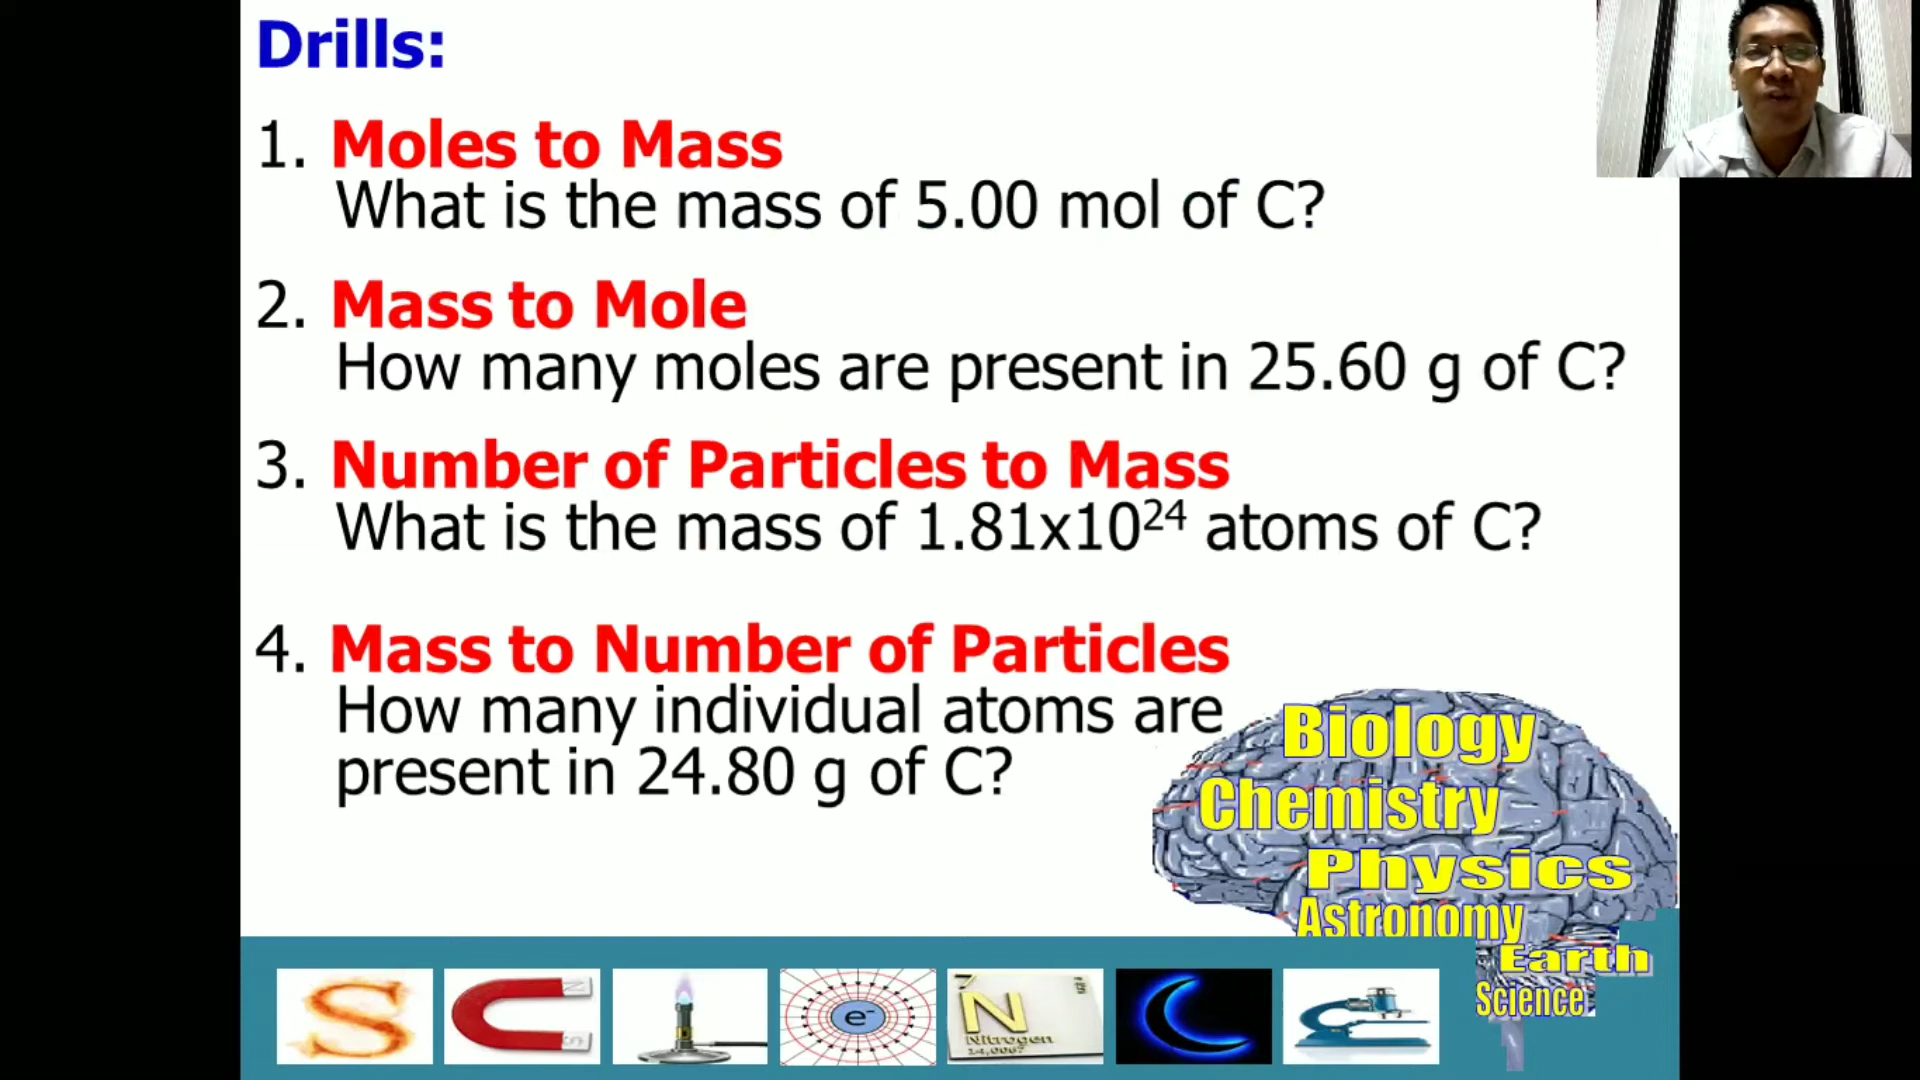 Drills:
1. Moles to Mass
What is the mass of 5.00 mol of C?
2. Mass to Mole
How many moles are present in 25.60 g of C?
3. Number of Particles to Mass
What is the mass of 1.81x10²⁴ atoms of C?
4. Mass to Number of Particles
How many individual atoms are
present in 24.80 g of C?
Biology
Chemistry
Physics
Astronomy
Earth
Science
S
N
S
e⁻
7
N
Nitrogen
14,0067